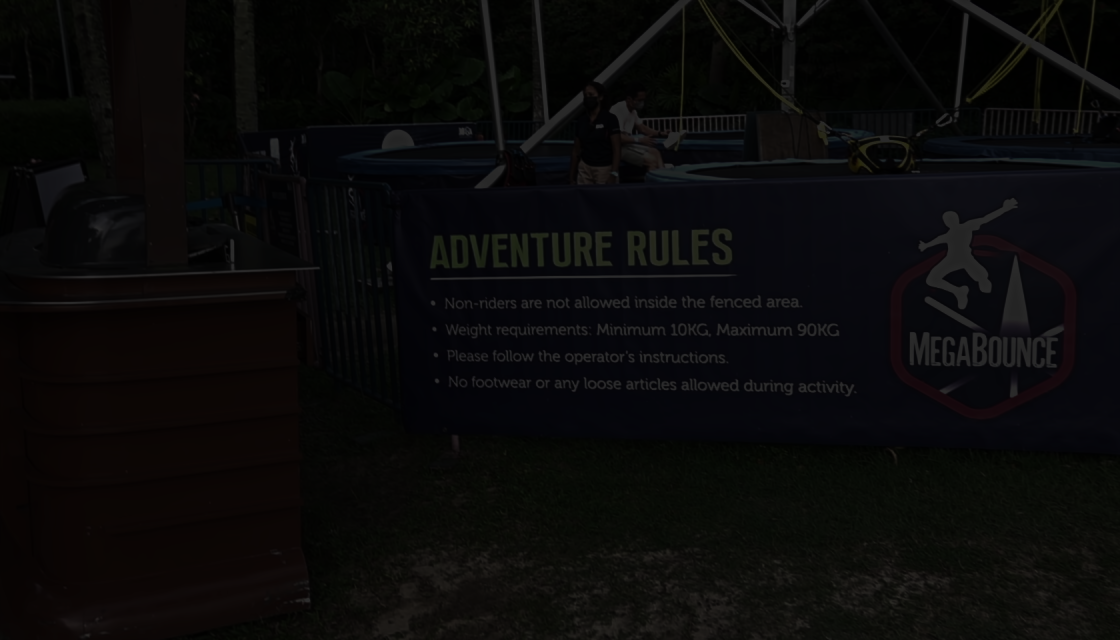 ADVENTURE RULES
• Non-riders are not allowed inside the fenced area.
• Weight requirements: Minimum 10KG, Maximum 90KG
• Please follow the operator's instructions.
• No footwear or any loose articles allowed during activity.
MEGABOUNCE